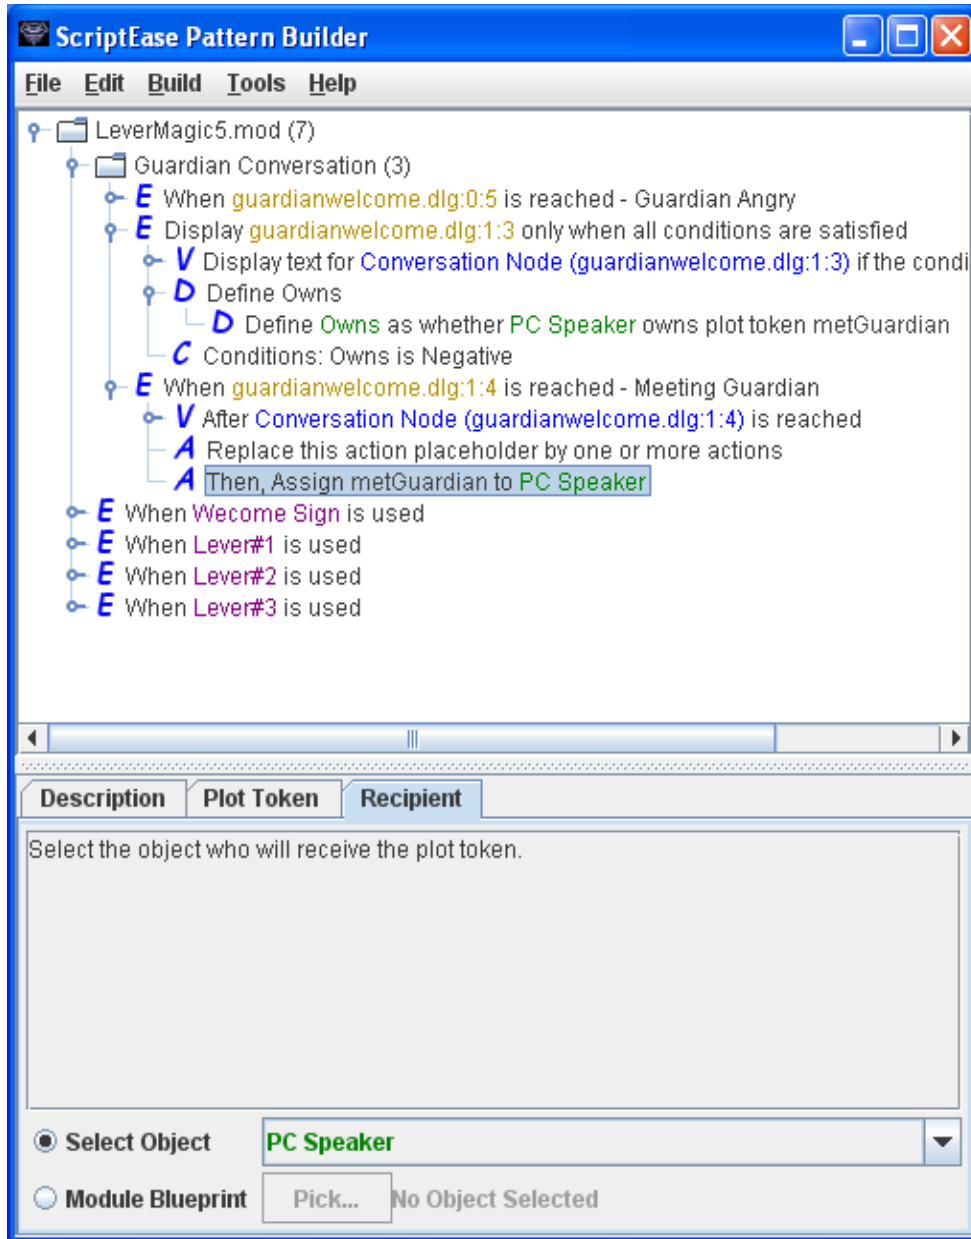 ScriptEase Pattern Builder
File Edit Build Tools Help
LeverMagic5.mod (7)
Guardian Conversation (3)
E When guardianwelcome.dlg:0:5 is reached - Guardian Angry
E Display guardianwelcome.dlg:1:3 only when all conditions are satisfied
V Display text for Conversation Node (guardianwelcome.dlg:1:3) if the condi
D Define Owns
D Define Owns as whether PC Speaker owns plot token metGuardian
C Conditions: Owns is Negative
E When guardianwelcome.dlg:1:4 is reached - Meeting Guardian
V After Conversation Node (guardianwelcome.dlg:1:4) is reached
A Replace this action placeholder by one or more actions
A Then, Assign metGuardian to PC Speaker
E When Wecome Sign is used
E When Lever#1 is used
E When Lever#2 is used
E When Lever#3 is used
Description Plot Token Recipient
Select the object who will receive the plot token.
Select Object PC Speaker
Module Blueprint Pick... No Object Selected